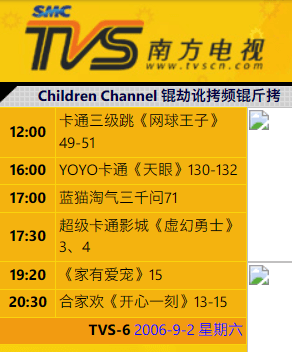 SMC
TVS 南方电视
www.tvscn.com
Children Channel 锟劫讹拷频锟斤拷
12:00 卡通三级跳《网球王子》
49-51
16:00 YOYO卡通《天眼》130-132
17:00 蓝猫淘气三千问71
17:30 超级卡通影城《虚幻勇士》
3、4
19:20 《家有爱宠》15
20:30 合家欢《开心一刻》13-15
TVS-6 2006-9-2 星期六